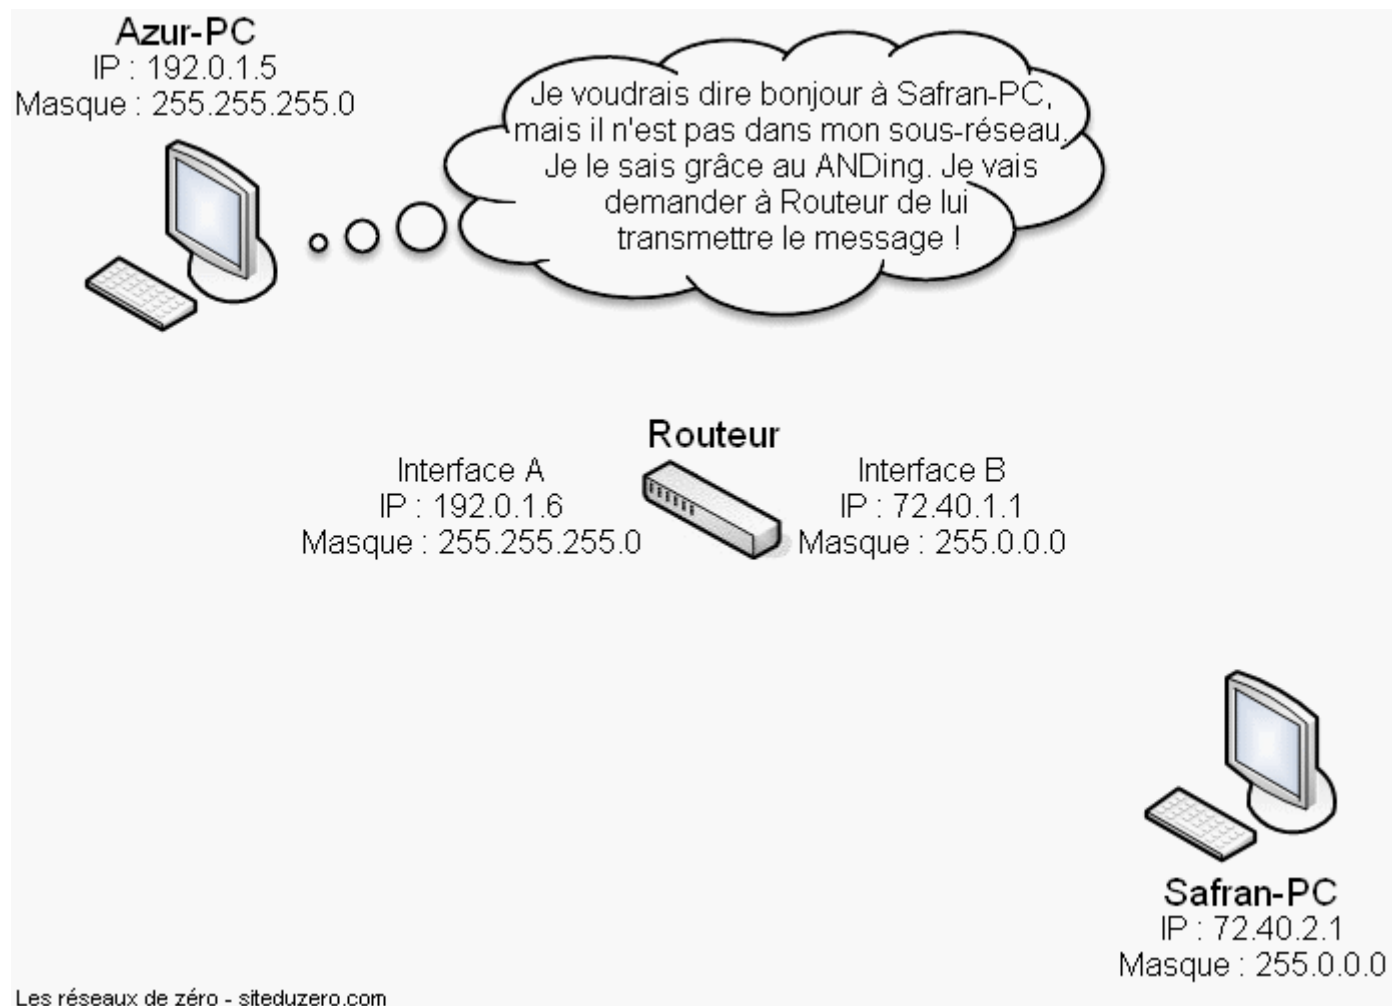 Azur-PC
IP : 192.0.1.5
Masque : 255.255.255.0
Je voudrais dire bonjour à Safran-PC,
mais il n'est pas dans mon sous-réseau.
Je le sais grâce au ANDing. Je vais
demander à Routeur de lui
transmettre le message !
Routeur
Interface A
IP : 192.0.1.6
Masque : 255.255.255.0
Interface B
IP : 72.40.1.1
Masque : 255.0.0.0
Safran-PC
IP : 72.40.2.1
Masque : 255.0.0.0
Les réseaux de zéro - siteduzero.com